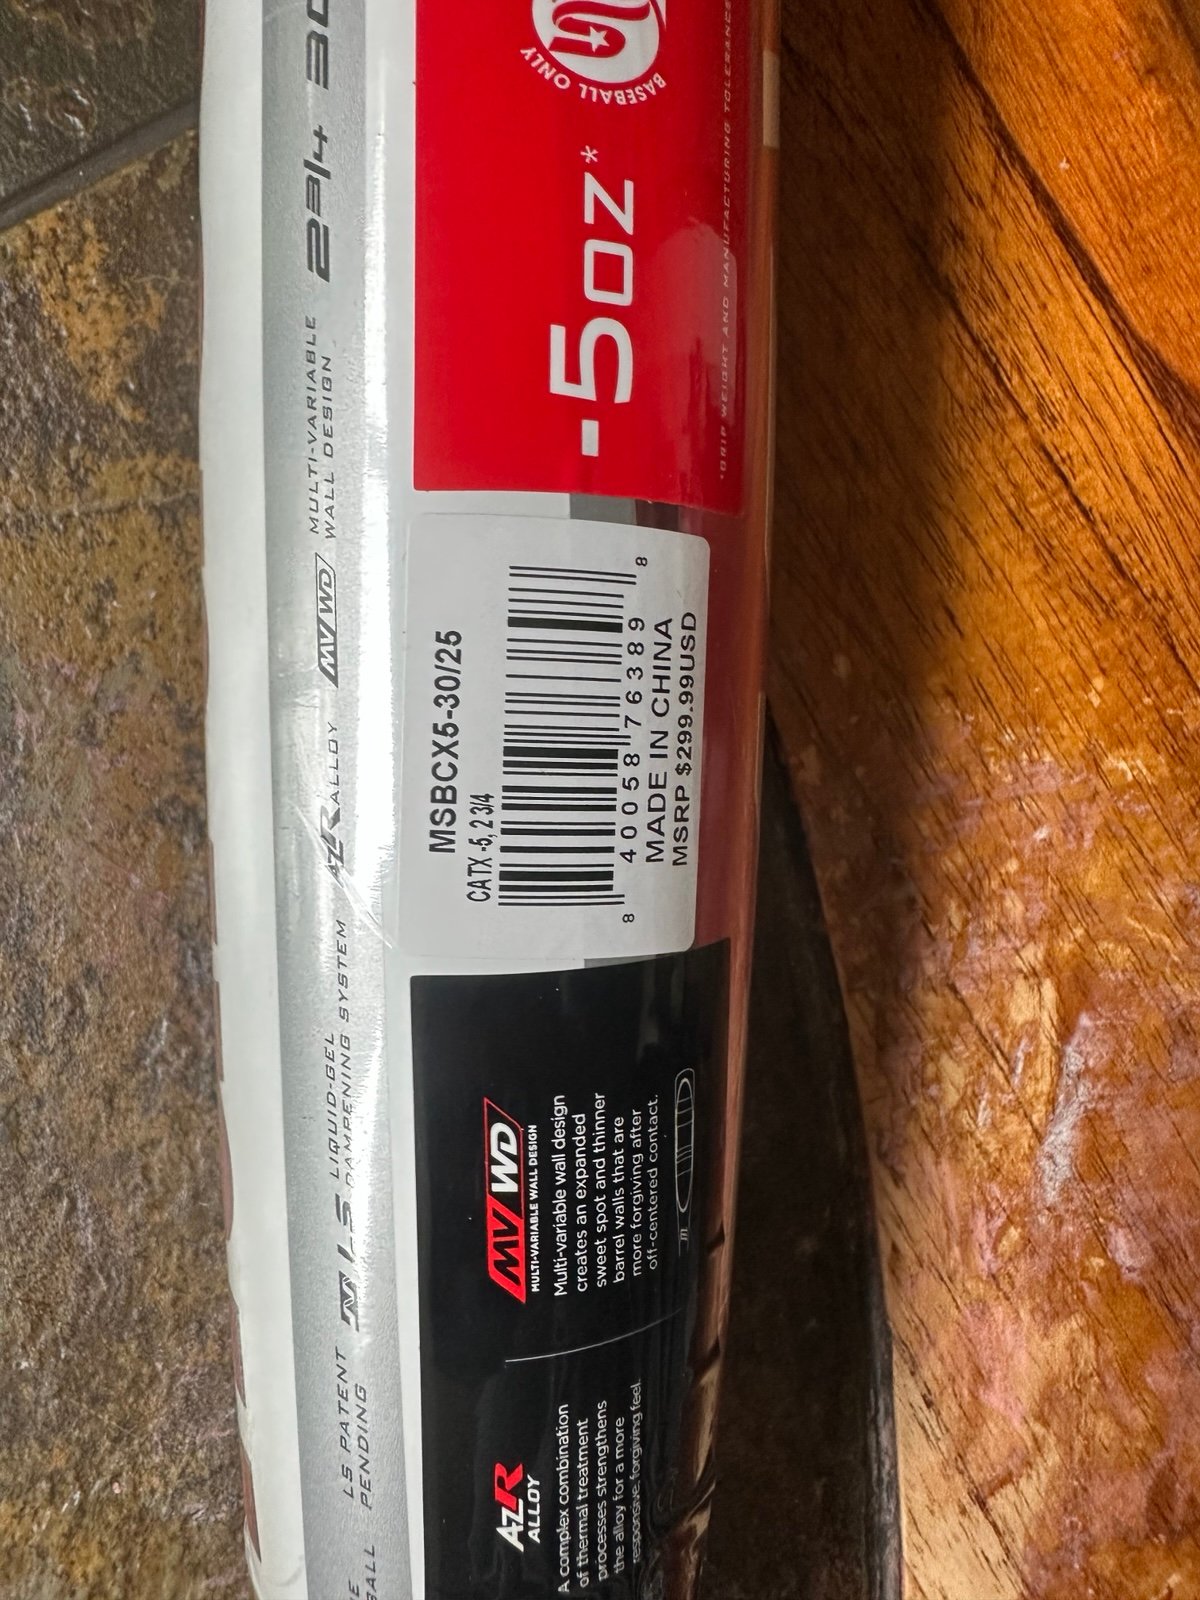 BASEBALL ONLY
-5oz*
*GRIP WEIGHT AND MANUFACTURING TOLERANCES
MSBCX5-30/25
CATX -5, 2 3/4
8 40058 76389 8
MADE IN CHINA
MSRP $299.99USD
MV/WD
MULTI-VARIABLE WALL DESIGN
Multi-variable wall design
creates an expanded
sweet spot and thinner
barrel walls that are
more forgiving after
off-centered contact.
AZR
ALLOY
A complex combination
of thermal treatment
processes strengthens
the alloy for a more
responsive, forgiving feel.
LS PATENT
PENDING
LS LIQUID-GEL
DAMPENING SYSTEM
AZR ALLOY
MV/WD MULTI-VARIABLE
WALL DESIGN
2 3/4